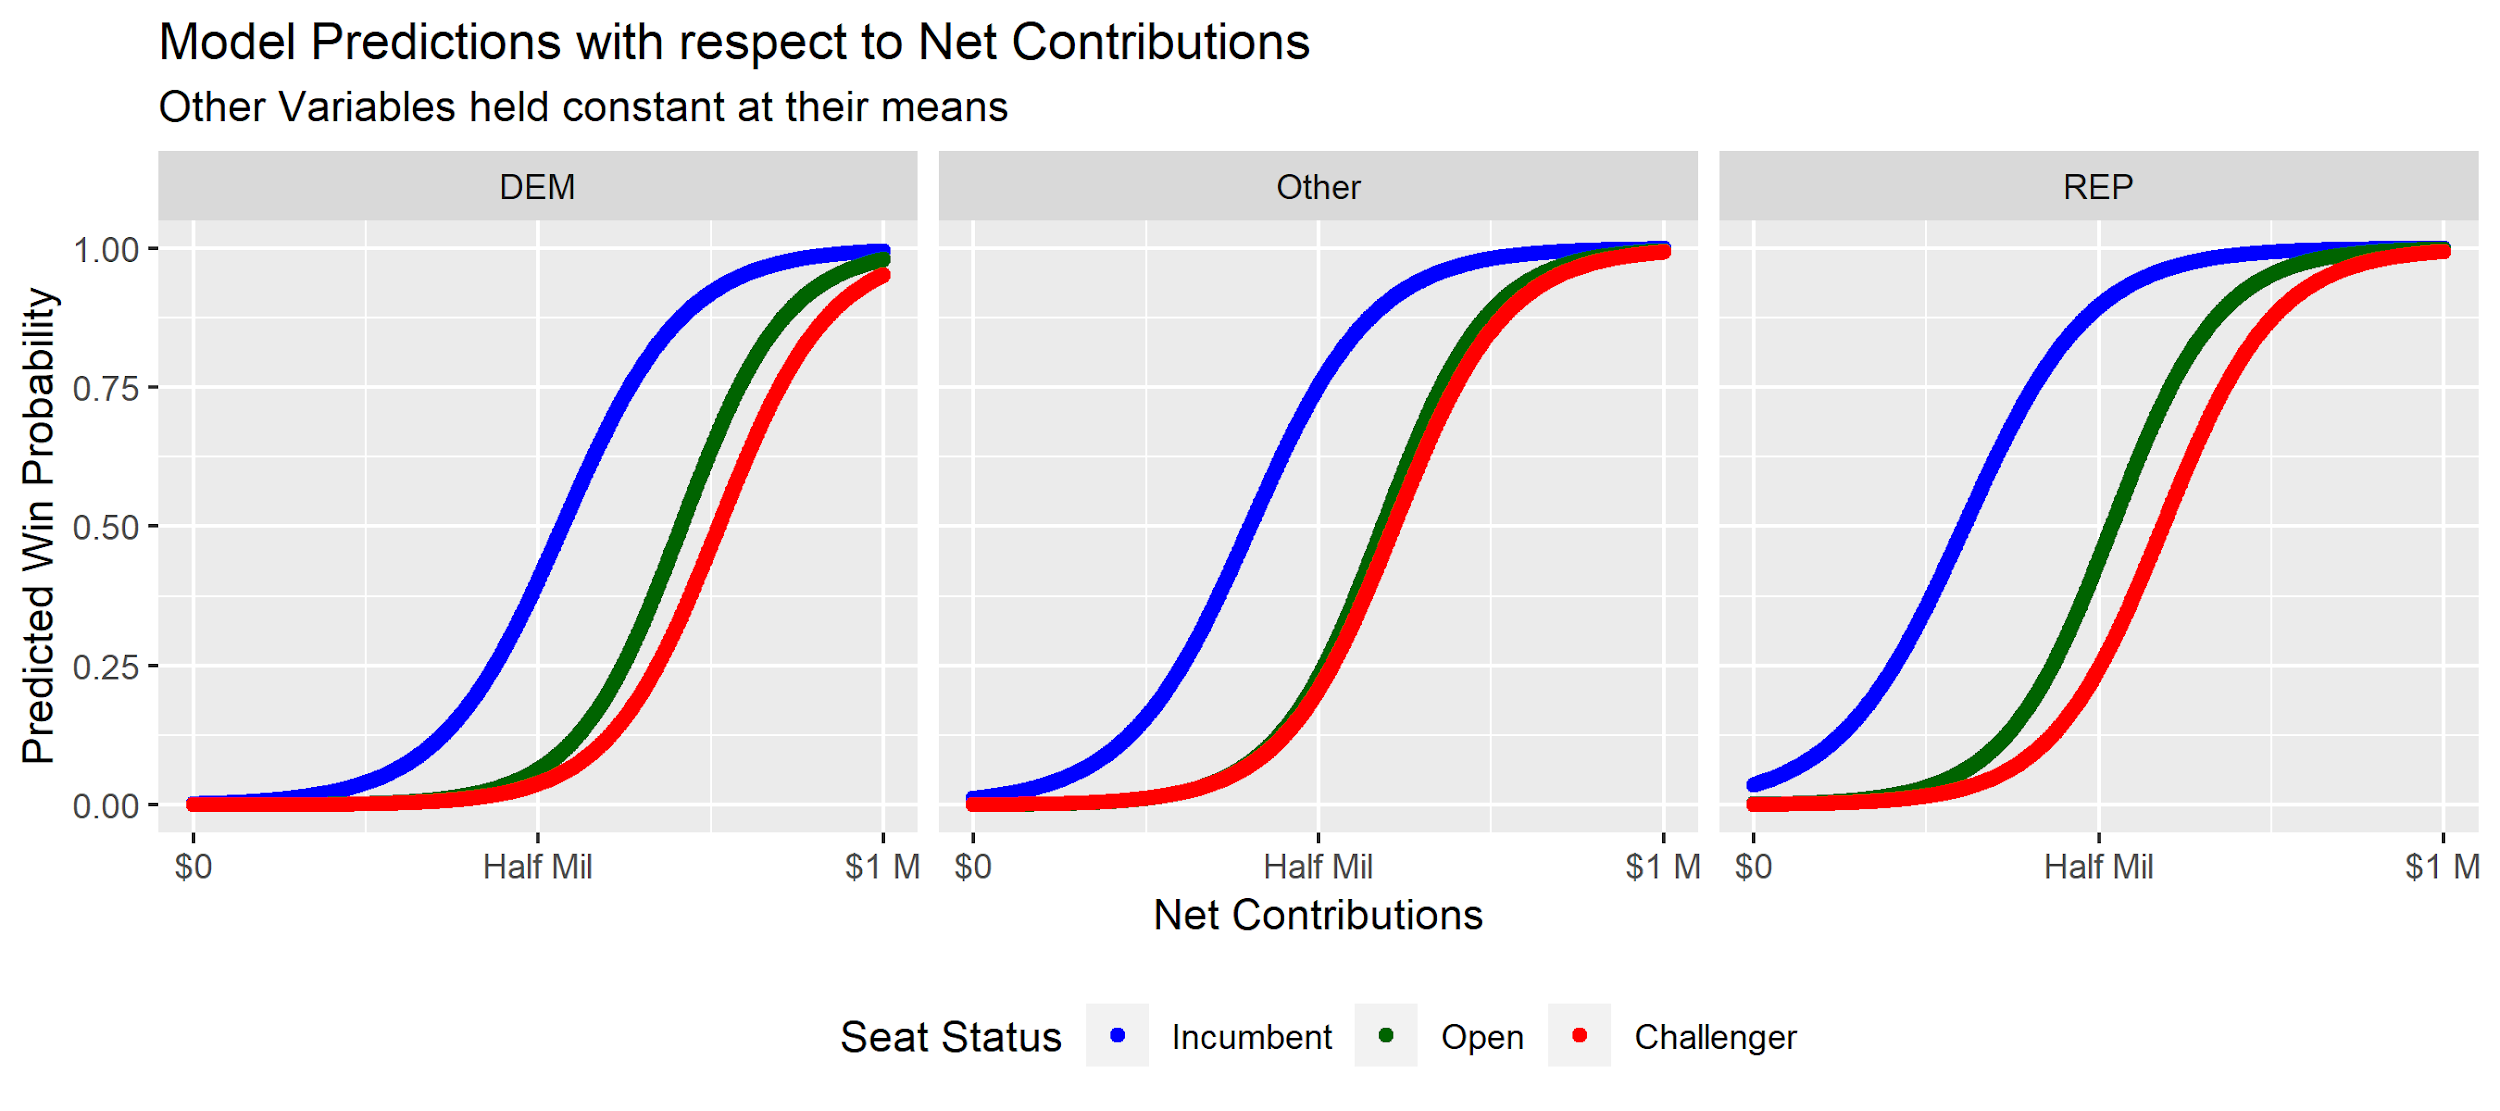 Model Predictions with respect to Net Contributions
Other Variables held constant at their means
DEM
Other
REP
Predicted Win Probability
1.00
0.75
0.50
0.25
0.00
$0
Half Mil
$1 M
$0
Half Mil
$1 M
$0
Half Mil
$1 M
Net Contributions
Seat Status
Incumbent
Open
Challenger